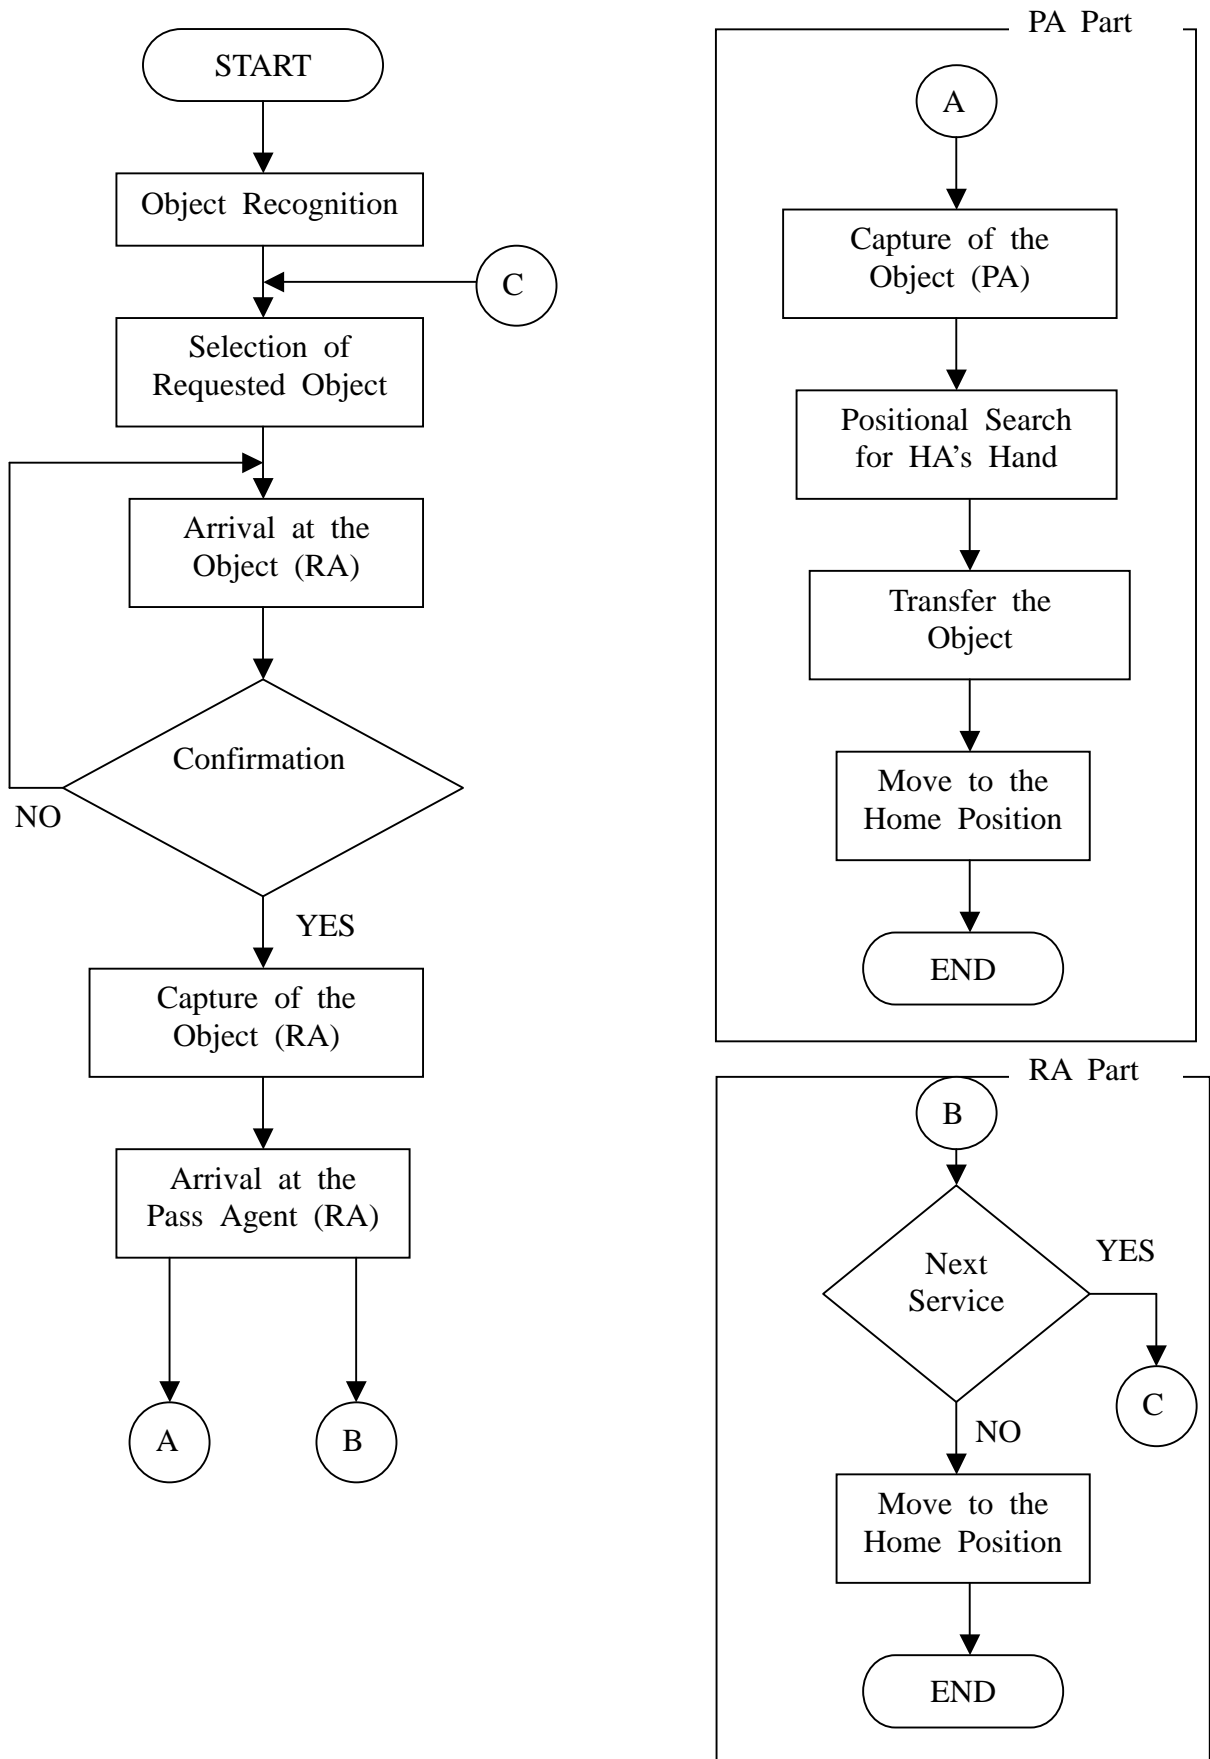 START
Object Recognition
C
Selection of
Requested Object
Arrival at the
Object (RA)
Confirmation
NO
YES
Capture of the
Object (RA)
Arrival at the
Pass Agent (RA)
A
B
PA Part
A
Capture of the
Object (PA)
Positional Search
for HA's Hand
Transfer the
Object
Move to the
Home Position
END
RA Part
B
Next
Service
YES
C
NO
Move to the
Home Position
END